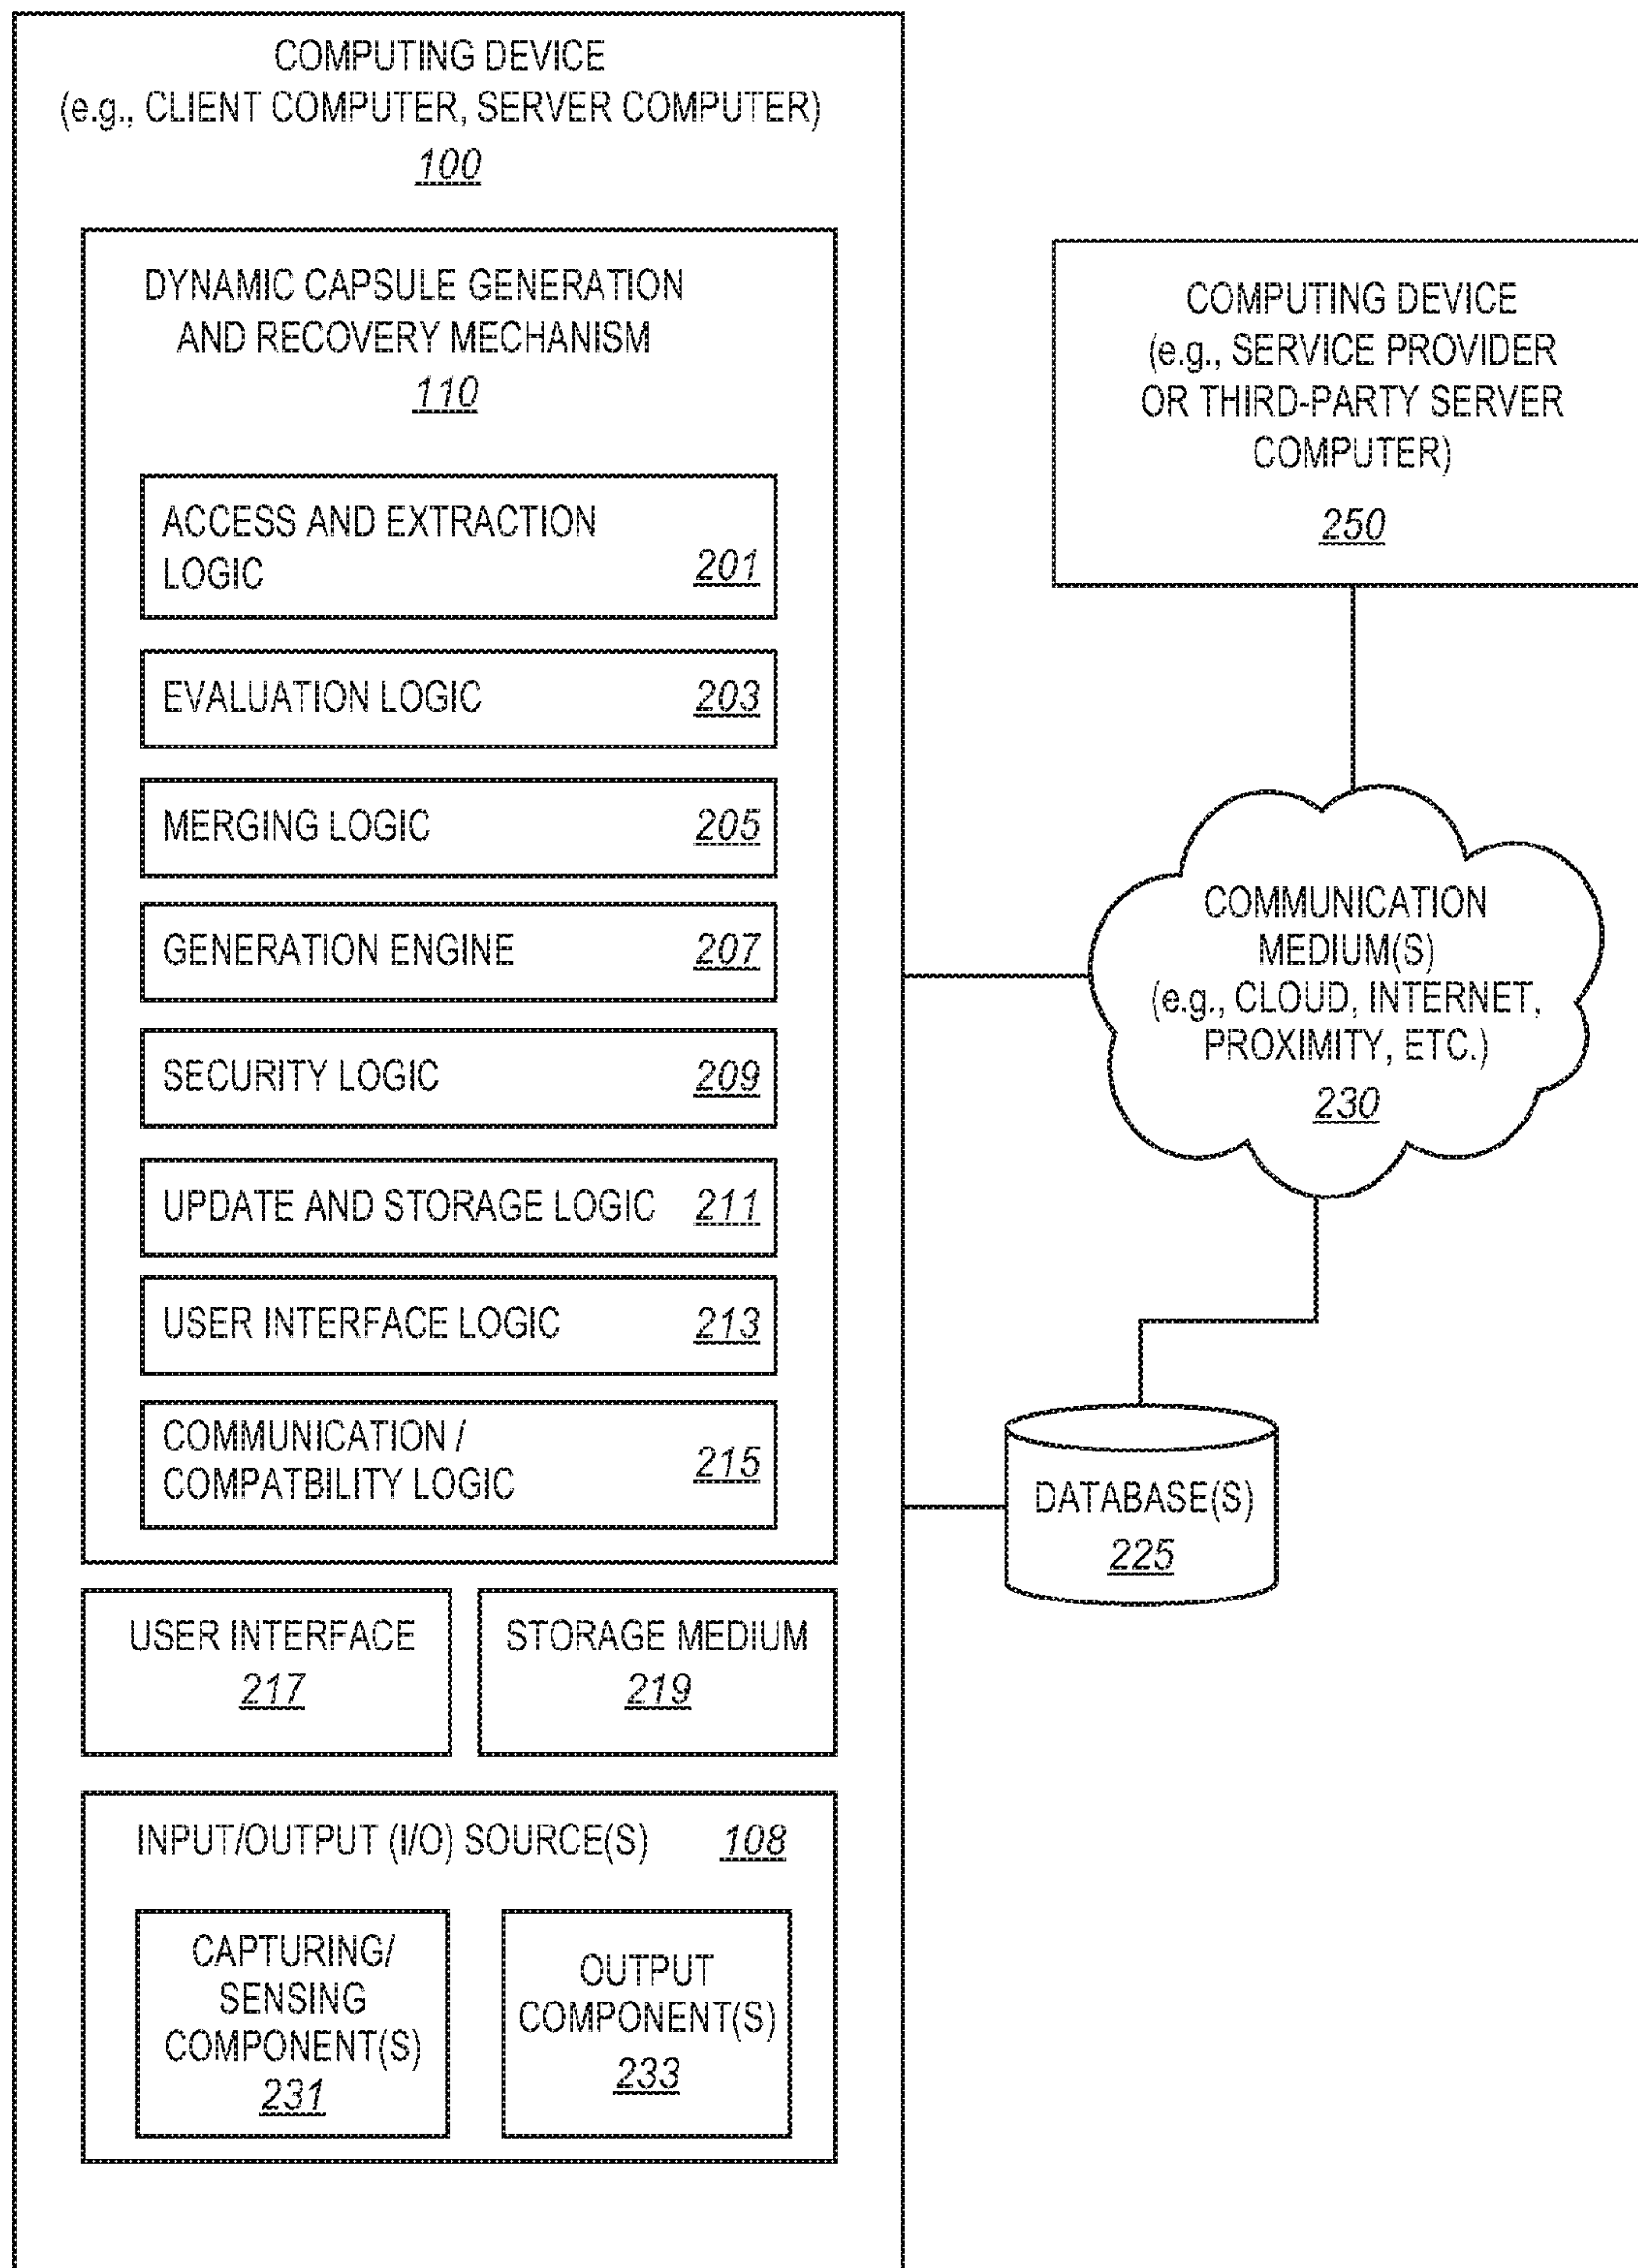 COMPUTING DEVICE
(e.g., CLIENT COMPUTER, SERVER COMPUTER)
100
DYNAMIC CAPSULE GENERATION
AND RECOVERY MECHANISM
110
ACCESS AND EXTRACTION
LOGIC 201
EVALUATION LOGIC 203
MERGING LOGIC 205
GENERATION ENGINE 207
SECURITY LOGIC 209
UPDATE AND STORAGE LOGIC 211
USER INTERFACE LOGIC 213
COMMUNICATION /
COMPATBILITY LOGIC 215
USER INTERFACE
217
STORAGE MEDIUM
219
INPUT/OUTPUT (I/O) SOURCE(S) 108
CAPTURING/
SENSING
COMPONENT(S)
231
OUTPUT
COMPONENT(S)
233
COMPUTING DEVICE
(e.g., SERVICE PROVIDER
OR THIRD-PARTY SERVER
COMPUTER)
250
COMMUNICATION
MEDIUM(S)
(e.g., CLOUD, INTERNET,
PROXIMITY, ETC.)
230
DATABASE(S)
225